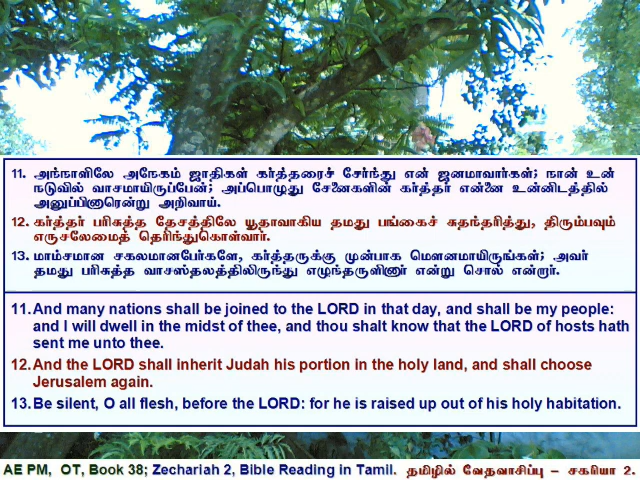 11. அந்நாளிலே அநேகம் ஜாதிகள் கர்த்தரைச் சேர்ந்து என் ஜனமாவார்கள்; நான் உன்
நடுவில் வாசமாயிருப்பேன்; அப்பொழுது சேனைகளின் கர்த்தர் என்னை உன்னிடத்தில்
அனுப்பினாரென்று அறிவாய்.
12. கர்த்தர் பரிசுத்த தேசத்திலே யூதாவாகிய தமது பங்கைச் சுதந்தரித்து, திரும்பவும்
எருசலேமைத் தெரிந்துகொள்வார்.
13. மாம்சமான சகலமானபேர்களே, கர்த்தருக்கு முன்பாக மௌனமாயிருங்கள்; அவர்
தமது பரிசுத்த வாசஸ்தலத்திலிருந்து எழுந்தருளினார் என்று சொல் என்றார்.
11. And many nations shall be joined to the LORD in that day, and shall be my people:
and I will dwell in the midst of thee, and thou shalt know that the LORD of hosts hath
sent me unto thee.
12. And the LORD shall inherit Judah his portion in the holy land, and shall choose
Jerusalem again.
13. Be silent, O all flesh, before the LORD: for he is raised up out of his holy habitation.
AE PM, OT, Book 38; Zechariah 2, Bible Reading in Tamil. தமிழில் வேதவாசிப்பு – சகரியா 2.